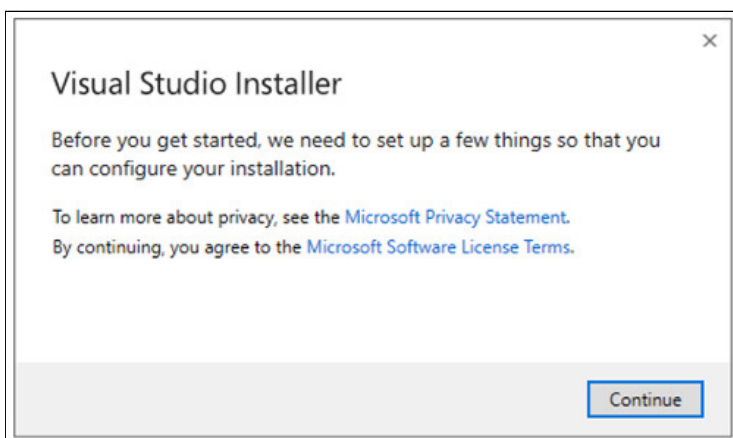 Visual Studio Installer
Before you get started, we need to set up a few things so that you
can configure your installation.
To learn more about privacy, see the Microsoft Privacy Statement.
By continuing, you agree to the Microsoft Software License Terms.
Continue